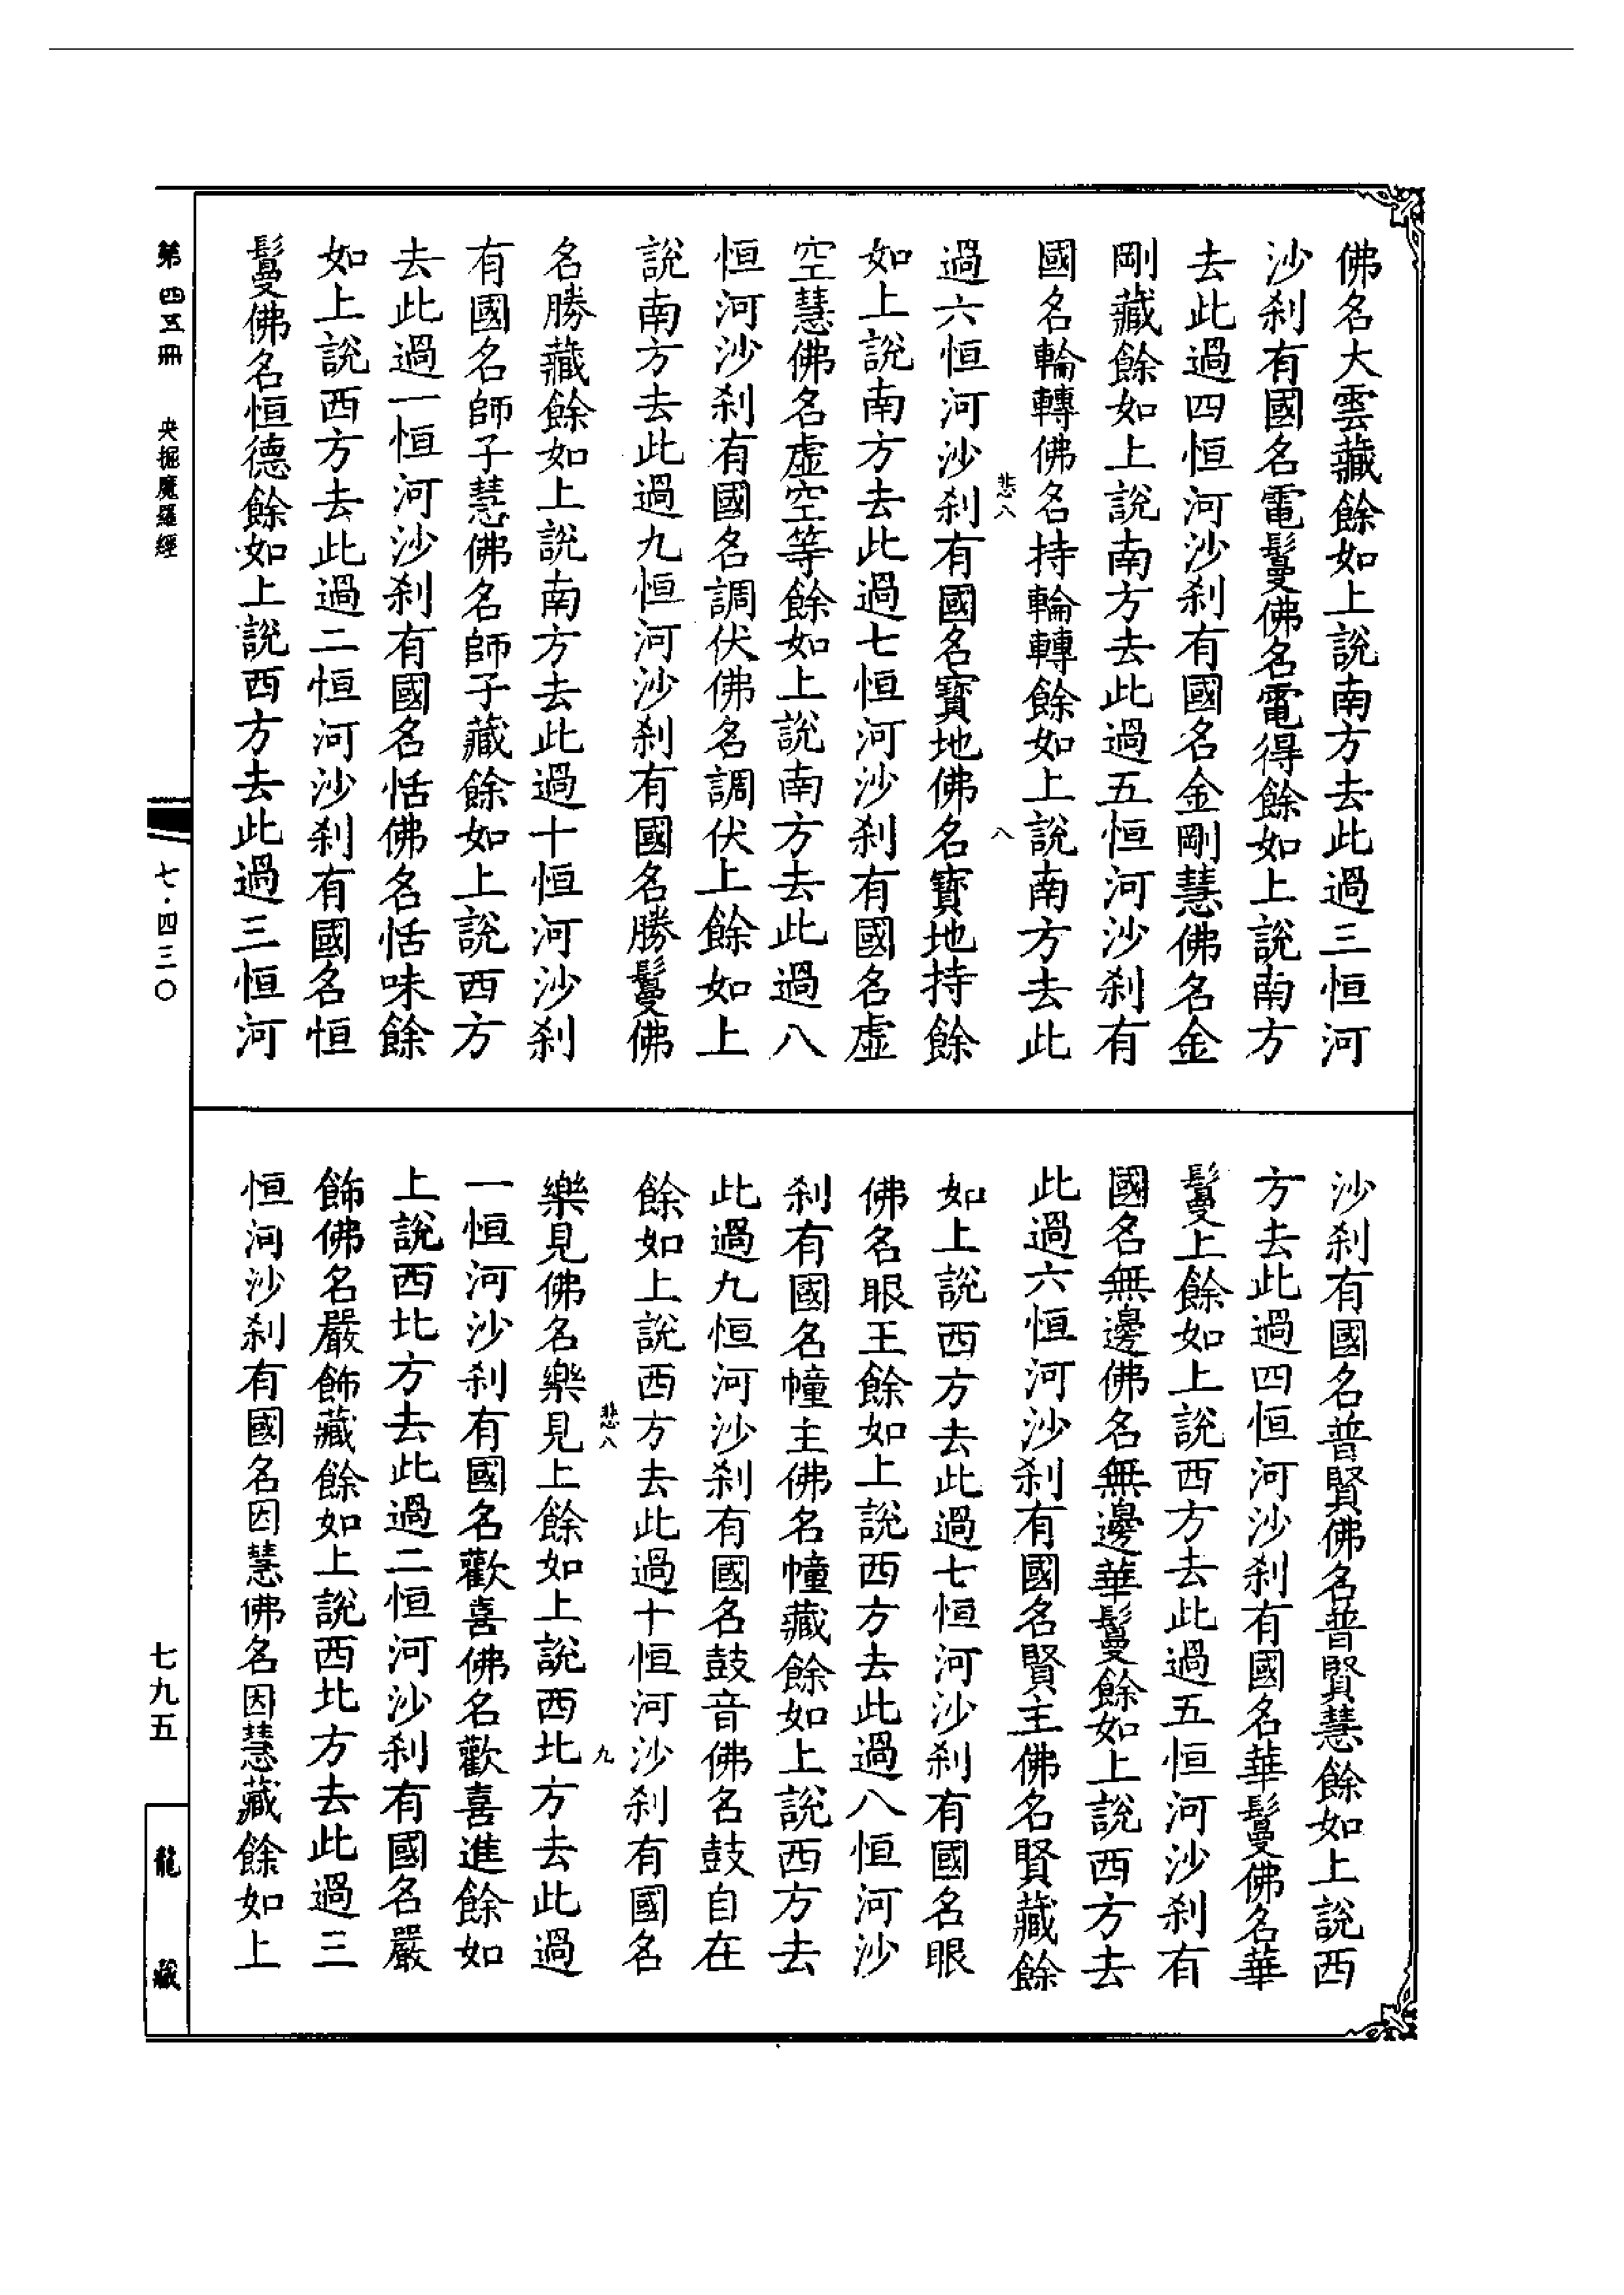 佛名大雲藏餘如上說南方去此過三恒河
沙刹有國名電鬘佛名電得餘如上說南方
去此過四恒河沙刹有國名金剛慧佛名金
剛藏餘如上說南方去此過五恒河沙刹有
國名輪轉佛名持輪轉餘如上說南方去此
悲八
八
過六恒河沙刹有國名寶地佛名寶地持餘
如上說南方去此過七恒河沙刹有國名虛
空慧佛名虛空等餘如上說南方去此過八
恒河沙刹有國名調伏佛名調伏上餘如上
說南方去此過九恒河沙刹有國名勝鬘佛
名勝藏餘如上說南方去此過十恒河沙刹
有國名師子慧佛名師子藏餘如上說西方
去此過一恒河沙刹有國名恬佛名恬味餘
如上說西方去此過二恒河沙刹有國名恒
鬘佛名恒德餘如上說西方去此過三恒河
沙刹有國名普賢佛名普賢慧餘如上說西
方去此過四恒河沙刹有國名華鬘佛名華
鬘上餘如上說西方去此過五恒河沙刹有
國名無邊佛名無邊華鬘餘如上說西方去
此過六恒河沙刹有國名賢主佛名賢藏餘
如上說西方去此過七恒河沙刹有國名眼
佛名眼王餘如上說西方去此過八恒河沙
刹有國名幢主佛名幢藏餘如上說西方去
此過九恒河沙刹有國名鼓音佛名鼓自在
餘如上說西方去此過十恒河沙刹有國名
悲八
九
樂見佛名樂見上餘如上說西北方去此過
一恒河沙刹有國名歡喜佛名歡喜進餘如
上說西北方去此過二恒河沙刹有國名嚴
飾佛名嚴飾藏餘如上說西北方去此過三
恒河沙刹有國名因慧佛名因慧藏餘如上
第四五冊 央掘魔羅經
七·四三〇
七九五
龍藏